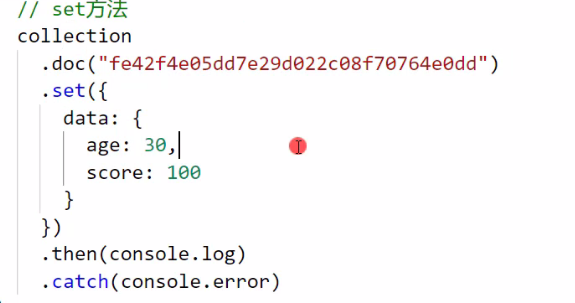 // set方法
collection
.doc("fe42f4e05dd7e29d022c08f70764e0dd")
.set({
data: {
age: 30,
score: 100
}
})
.then(console.log)
.catch(console.error)